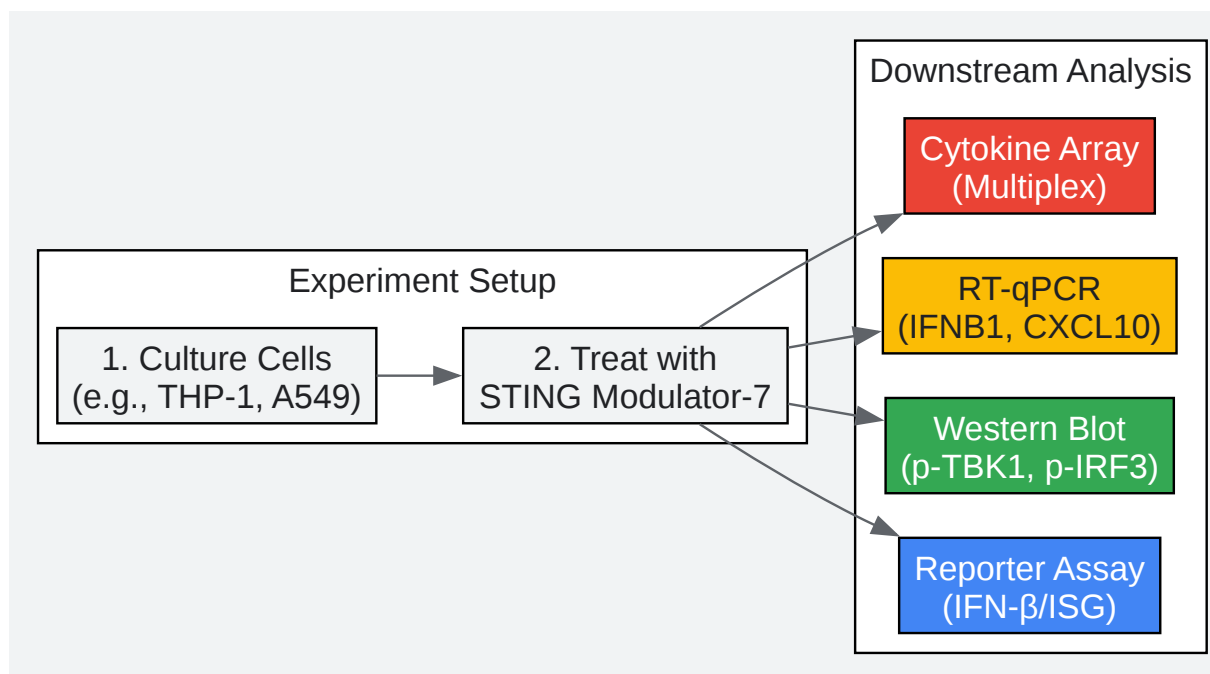 Experiment Setup
1. Culture Cells
(e.g., THP-1, A549)
2. Treat with
STING Modulator-7
Downstream Analysis
Cytokine Array
(Multiplex)
RT-qPCR
(IFNB1, CXCL10)
Western Blot
(p-TBK1, p-IRF3)
Reporter Assay
(IFN-β/ISG)